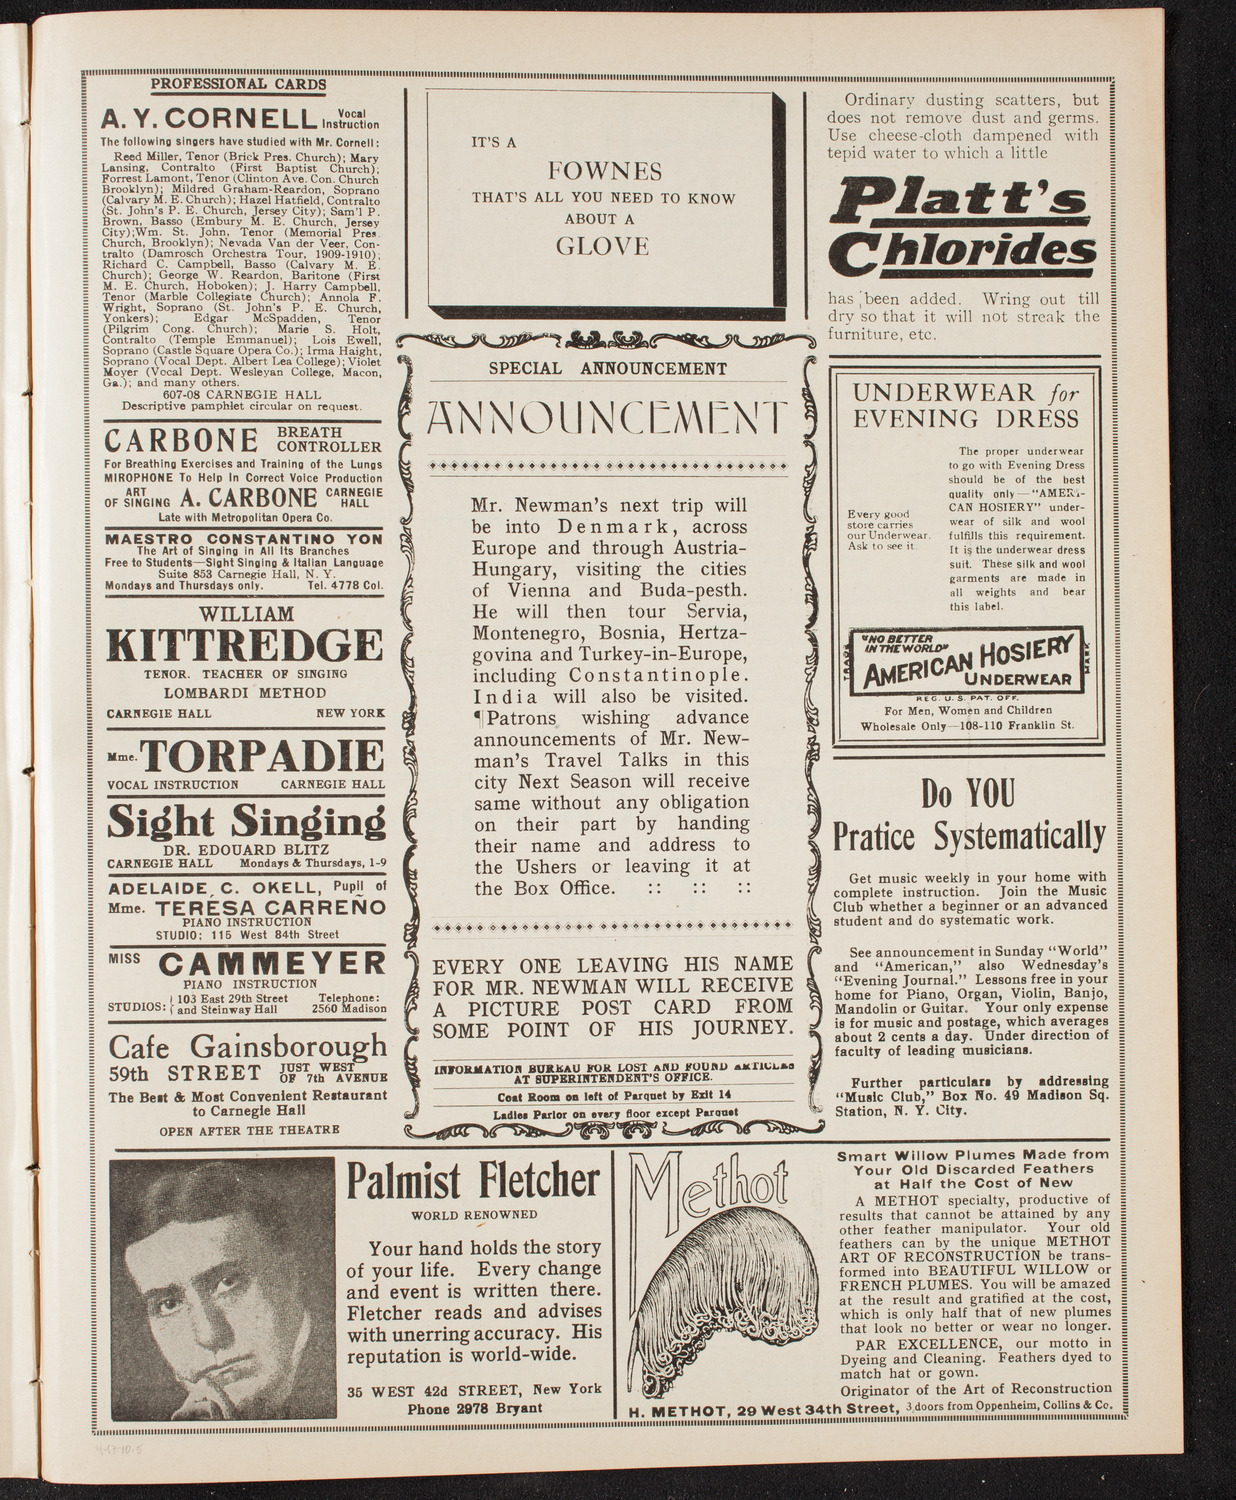 PROFESSIONAL CARDS
A. Y. CORNELL Vocal Instruction
The following singers have studied with Mr. Cornell:
Reed Miller, Tenor (Brick Pres. Church); Mary
Lansing, Contralto (First Baptist Church);
Forrest Lamont, Tenor (Clinton Ave. Con. Church
Brooklyn); Mildred Graham-Reardon, Soprano
(Calvary M. E. Church); Hazel Hatfield, Contralto
(St. John's P. E. Church, Jersey City); Sam'l P.
Brown, Basso (Embury M. E. Church, Jersey
City);Wm. St. John, Tenor (Memorial Pres.
Church, Brooklyn); Nevada Van der Veer, Con-
tralto (Damrosch Orchestra Tour, 1909-1910);
Richard C. Campbell, Basso (Calvary M. E.
Church); George W. Reardon, Baritone (First
M. E. Church, Hoboken); J. Harry Campbell,
Tenor (Marble Collegiate Church); Annola F.
Wright, Soprano (St. John's P. E. Church,
Yonkers); Edgar McSpadden, Tenor
(Pilgrim Cong. Church); Marie S. Holt,
Contralto (Temple Emmanuel); Lois Ewell,
Soprano (Castle Square Opera Co.); Irma Haight,
Soprano (Vocal Dept. Albert Lea College); Violet
Moyer (Vocal Dept. Wesleyan College, Macon,
Ga.); and many others.
607-08 CARNEGIE HALL
Descriptive pamphlet circular on request.
CARBONE BREATH CONTROLLER
For Breathing Exercises and Training of the Lungs
MIROPHONE To Help In Correct Voice Production
ART OF SINGING A. CARBONE CARNEGIE HALL
Late with Metropolitan Opera Co.
MAESTRO CONSTANTINO YON
The Art of Singing in All Its Branches
Free to Students—Sight Singing & Italian Language
Suite 853 Carnegie Hall, N. Y.
Mondays and Thursdays only. Tel. 4778 Col.
WILLIAM
KITTREDGE
TENOR. TEACHER OF SINGING
LOMBARDI METHOD
CARNEGIE HALL NEW YORK
Mme. TORPADIE
VOCAL INSTRUCTION CARNEGIE HALL
Sight Singing
DR. EDOUARD BLITZ
CARNEGIE HALL Mondays & Thursdays, 1-9
ADELAIDE C. OKELL, Pupil of
Mme. TERESA CARREÑO
PIANO INSTRUCTION
STUDIO: 115 West 84th Street
MISS CAMMEYER
PIANO INSTRUCTION
STUDIOS: { 103 East 29th Street Telephone:
and Steinway Hall 2560 Madison
Cafe Gainsborough
59th STREET JUST WEST OF 7th AVENUE
The Best & Most Convenient Restaurant
to Carnegie Hall
OPEN AFTER THE THEATRE
IT'S A
FOWNES
THAT'S ALL YOU NEED TO KNOW
ABOUT A
GLOVE
SPECIAL ANNOUNCEMENT
ANNOUNCEMENT
Mr. Newman's next trip will
be into Denmark, across
Europe and through Austria-
Hungary, visiting the cities
of Vienna and Buda-pesth.
He will then tour Servia,
Montenegro, Bosnia, Hertza-
govina and Turkey-in-Europe,
including Constantinople.
India will also be visited.
¶Patrons wishing advance
announcements of Mr. New-
man's Travel Talks in this
city Next Season will receive
same without any obligation
on their part by handing
their name and address to
the Ushers or leaving it at
the Box Office. :: :: ::
EVERY ONE LEAVING HIS NAME
FOR MR. NEWMAN WILL RECEIVE
A PICTURE POST CARD FROM
SOME POINT OF HIS JOURNEY.
INFORMATION BUREAU FOR LOST AND FOUND ARTICLES
AT SUPERINTENDENT'S OFFICE.
Coat Room on left of Parquet by Exit 14
Ladies Parlor on every floor except Parquet
Ordinary dusting scatters, but
does not remove dust and germs.
Use cheese-cloth dampened with
tepid water to which a little
Platt's
Chlorides
has been added. Wring out till
dry so that it will not streak the
furniture, etc.
UNDERWEAR for
EVENING DRESS
Every good
store carries
our Underwear.
Ask to see it.
The proper underwear
to go with Evening Dress
should be of the best
quality only—"AMERI-
CAN HOSIERY" under-
wear of silk and wool
fulfills this requirement.
It is the underwear dress
suit. These silk and wool
garments are made in
all weights and bear
this label.
TRADE MARK
"NO BETTER
IN THE WORLD"
AMERICAN HOSIERY
UNDERWEAR
REG. U. S. PAT. OFF.
For Men, Women and Children
Wholesale Only—108-110 Franklin St.
Do YOU
Pratice Systematically
Get music weekly in your home with
complete instruction. Join the Music
Club whether a beginner or an advanced
student and do systematic work.
See announcement in Sunday "World"
and "American," also Wednesday's
"Evening Journal." Lessons free in your
home for Piano, Organ, Violin, Banjo,
Mandolin or Guitar. Your only expense
is for music and postage, which averages
about 2 cents a day. Under direction of
faculty of leading musicians.
Further particulars by addressing
"Music Club," Box No. 49 Madison Sq.
Station, N. Y. City.
Palmist Fletcher
WORLD RENOWNED
Your hand holds the story
of your life. Every change
and event is written there.
Fletcher reads and advises
with unerring accuracy. His
reputation is world-wide.
35 WEST 42d STREET, New York
Phone 2978 Bryant
Methot
Smart Willow Plumes Made from
Your Old Discarded Feathers
at Half the Cost of New
A METHOT specialty, productive of
results that cannot be attained by any
other feather manipulator. Your old
feathers can by the unique METHOT
ART OF RECONSTRUCTION be trans-
formed into BEAUTIFUL WILLOW or
FRENCH PLUMES. You will be amazed
at the result and gratified at the cost,
which is only half that of new plumes
that look no better or wear no longer.
PAR EXCELLENCE, our motto in
Dyeing and Cleaning. Feathers dyed to
match hat or gown.
Originator of the Art of Reconstruction
H. METHOT, 29 West 34th Street, 3 doors from Oppenheim, Collins & Co.